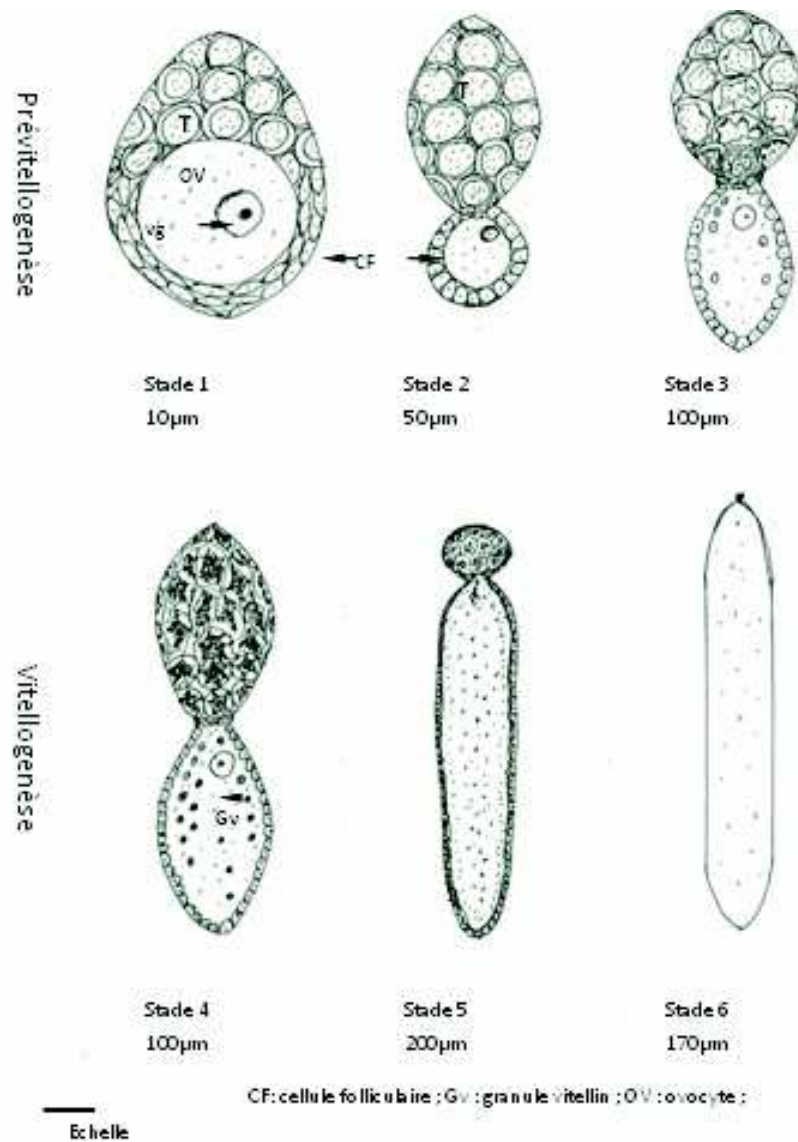 Prévitellogenèse
T
OV
vg
CF
T
Stade 1
10µm
Stade 2
50µm
Stade 3
100µm
Vitellogenèse
Gv
Stade 4
100µm
Stade 5
200µm
Stade 6
170µm
CF: cellule folliculaire ; Gv : granule vitellin ; OV : ovocyte ;
Echelle